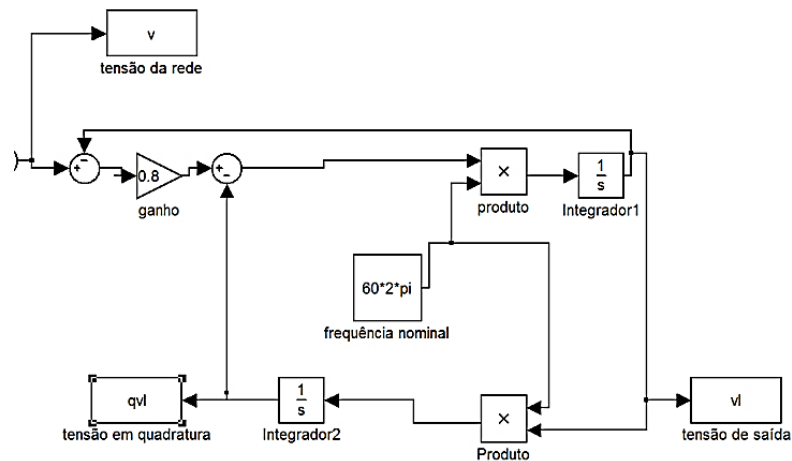 v
tensão da rede
+
−
0.8
ganho
+
−
×
produto
1
s
Integrador1
60*2*pi
frequência nominal
qvl
tensão em quadratura
1
s
Integrador2
×
Produto
vl
tensão de saída